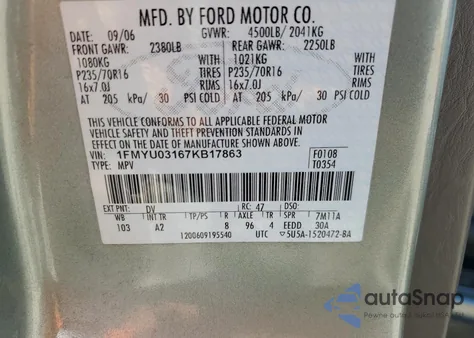 MFD. BY FORD MOTOR CO.
DATE: 09/06 GVWR: 4500LB/ 2041KG
FRONT GAWR: 2380LB REAR GAWR: 2250LB
1080KG WITH 1021KG WITH
P235/70R16 TIRES P235/70R16 TIRES
16x7.0J RIMS 16x7.0J RIMS
AT 205 kPa/ 30 PSI COLD AT 205 kPa/ 30 PSI COLD
THIS VEHICLE CONFORMS TO ALL APPLICABLE FEDERAL MOTOR
VEHICLE SAFETY AND THEFT PREVENTION STANDARDS IN
EFFECT ON THE DATE OF MANUFACTURE SHOWN ABOVE.
VIN: 1FMYU03167KB17863 F0108
TYPE: MPV T0354
EXT PNT: DV RC: 47 DSO:
WB INT TR TP/PS R AXLE TR SPR 7M11A
103 A2 8 96 4 EEDD 30A
1200609195540 UTC 5U5A-1520472-BA
autoSnap